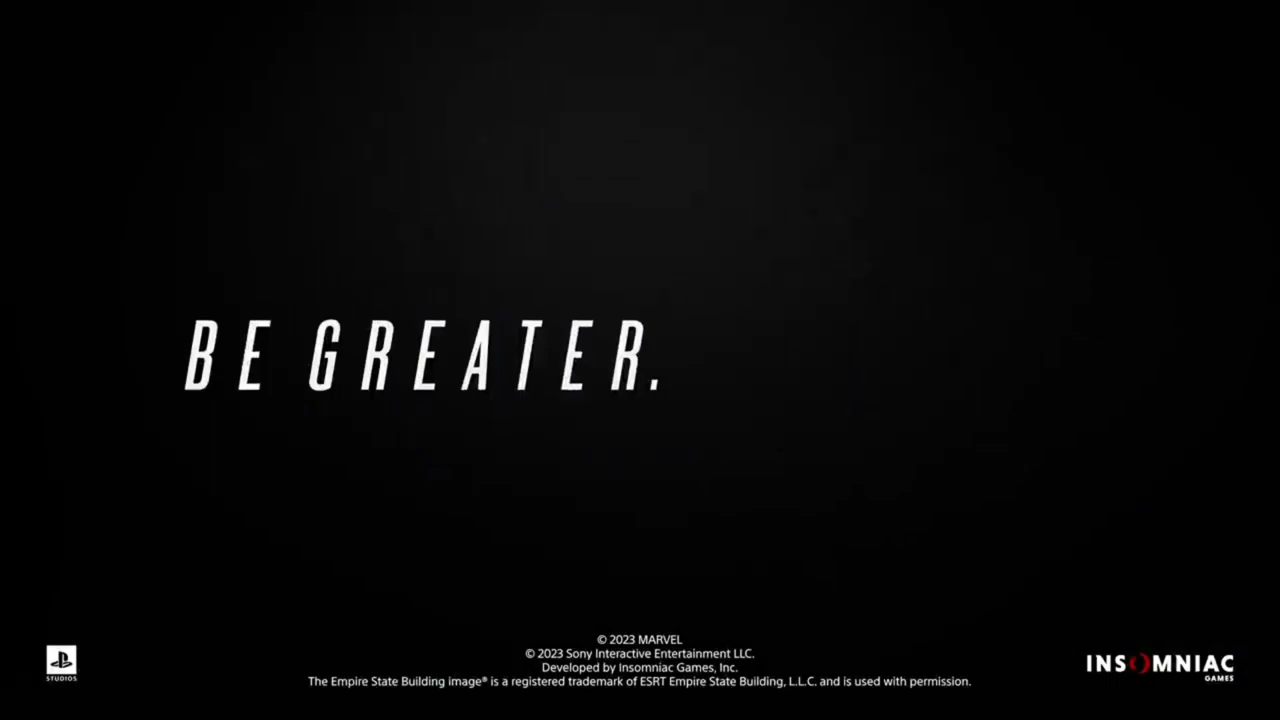 BE GREATER.
© 2023 MARVEL
© 2023 Sony Interactive Entertainment LLC.
Developed by Insomniac Games, Inc.
The Empire State Building image® is a registered trademark of ESRT Empire State Building, L.L.C. and is used with permission.
STUDIOS
INSOMNIAC
GAMES